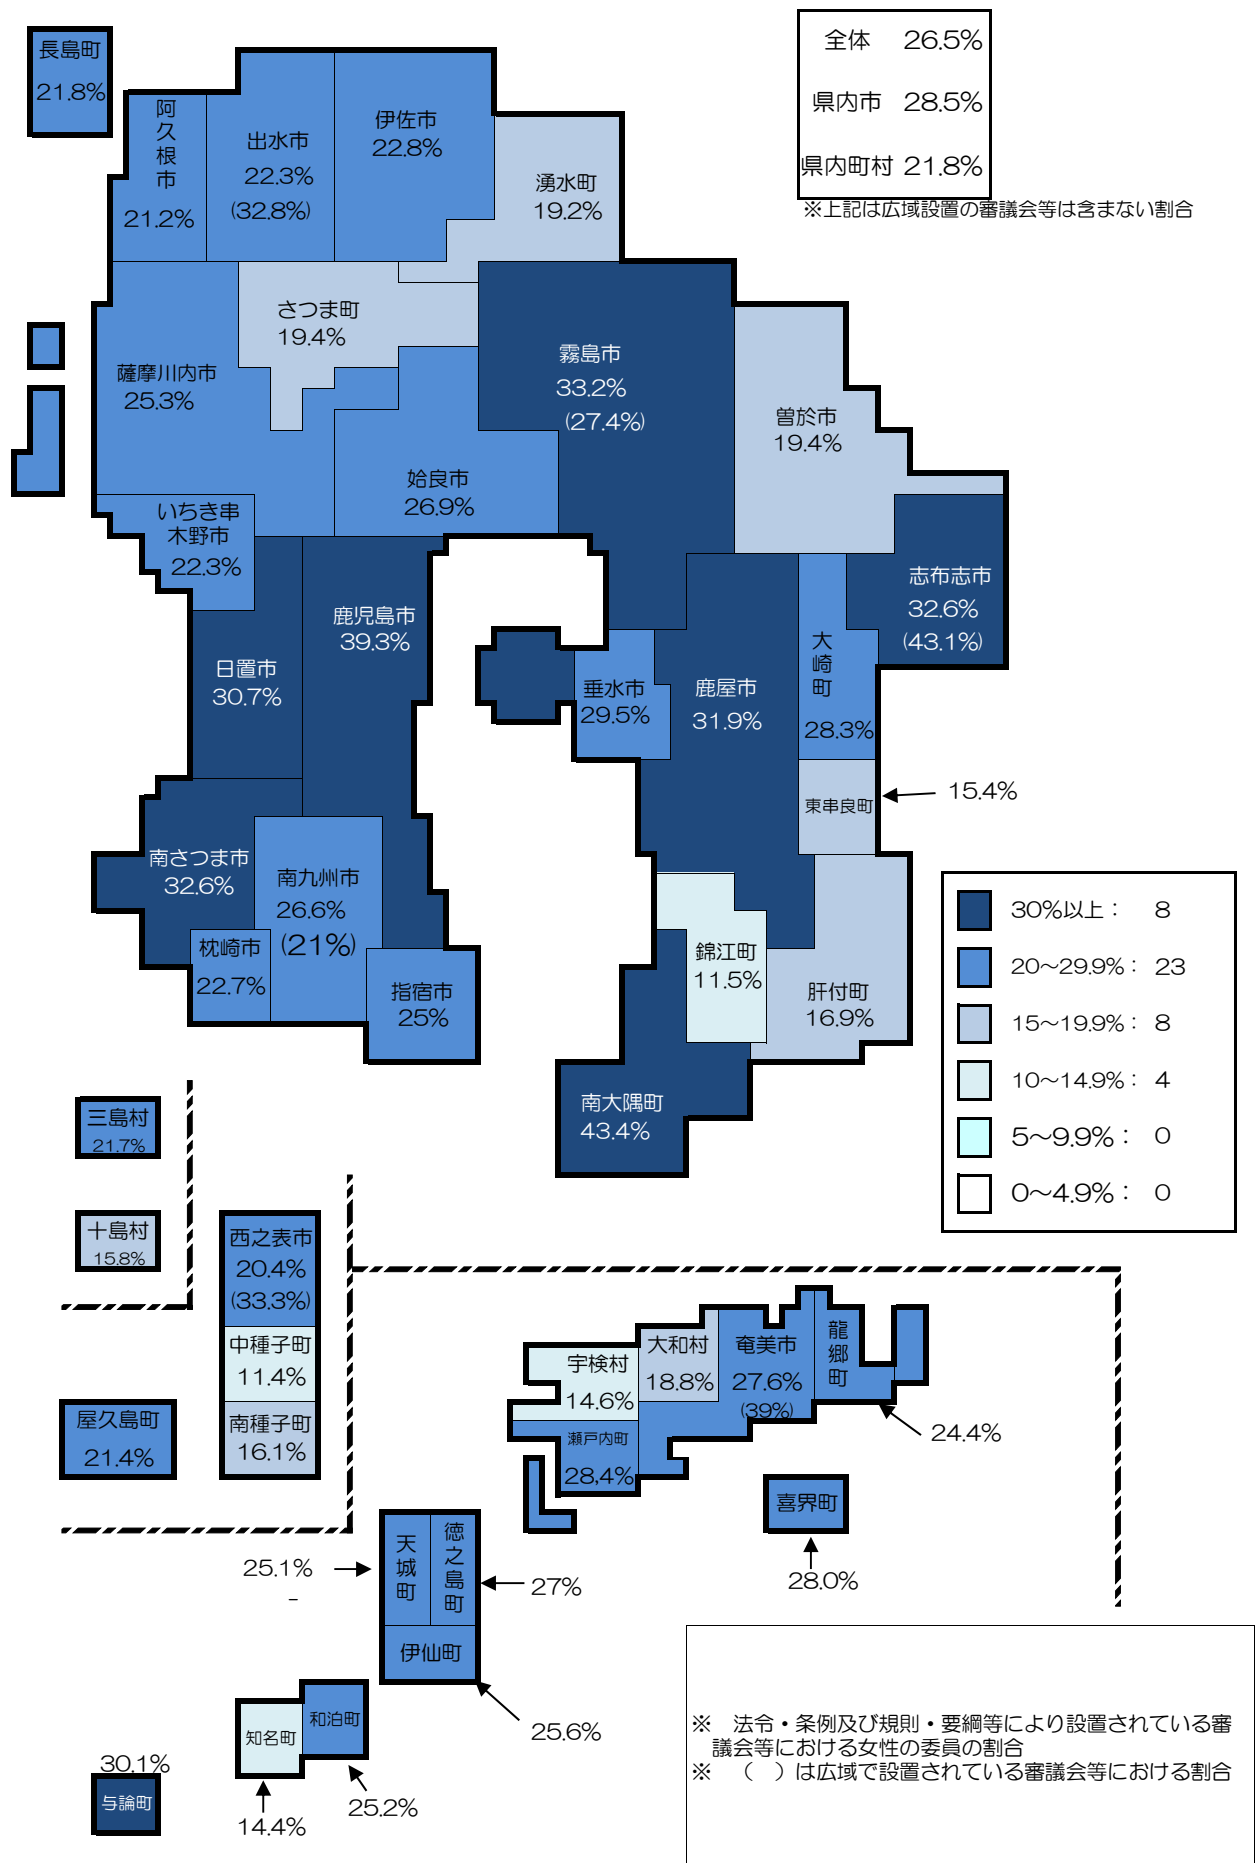 長島町
21.8%
全体 26.5%
県内市 28.5%
県内町村 21.8%
※上記は広域設置の審議会等は含まない割合
阿久根市
21.2%
出水市
22.3%
(32.8%)
伊佐市
22.8%
湧水町
19.2%
さつま町
19.4%
薩摩川内市
25.3%
霧島市
33.2%
(27.4%)
曽於市
19.4%
姶良市
26.9%
いちき串
木野市
22.3%
志布志市
32.6%
(43.1%)
鹿児島市
39.3%
大崎町
28.3%
日置市
30.7%
垂水市
29.5%
鹿屋市
31.9%
東串良町
15.4%
南さつま市
32.6%
南九州市
26.6%
(21%)
枕崎市
22.7%
指宿市
25%
錦江町
11.5%
肝付町
16.9%
南大隅町
43.4%
30%以上： 8
20～29.9%： 23
15～19.9%： 8
10～14.9%： 4
5～9.9%： 0
0～4.9%： 0
三島村
21.7%
十島村
15.8%
西之表市
20.4%
(33.3%)
中種子町
11.4%
南種子町
16.1%
屋久島町
21.4%
宇検村
14.6%
大和村
18.8%
奄美市
27.6%
(39%)
龍郷町
24.4%
瀬戸内町
28,4%
喜界町
28.0%
天城町
25.1%
-
徳之島町
27%
伊仙町
25.6%
知名町
14.4%
和泊町
25.2%
30.1%
与論町
※ 法令・条例及び規則・要綱等により設置されている審
議会等における女性の委員の割合
※ （ ）は広域で設置されている審議会等における割合